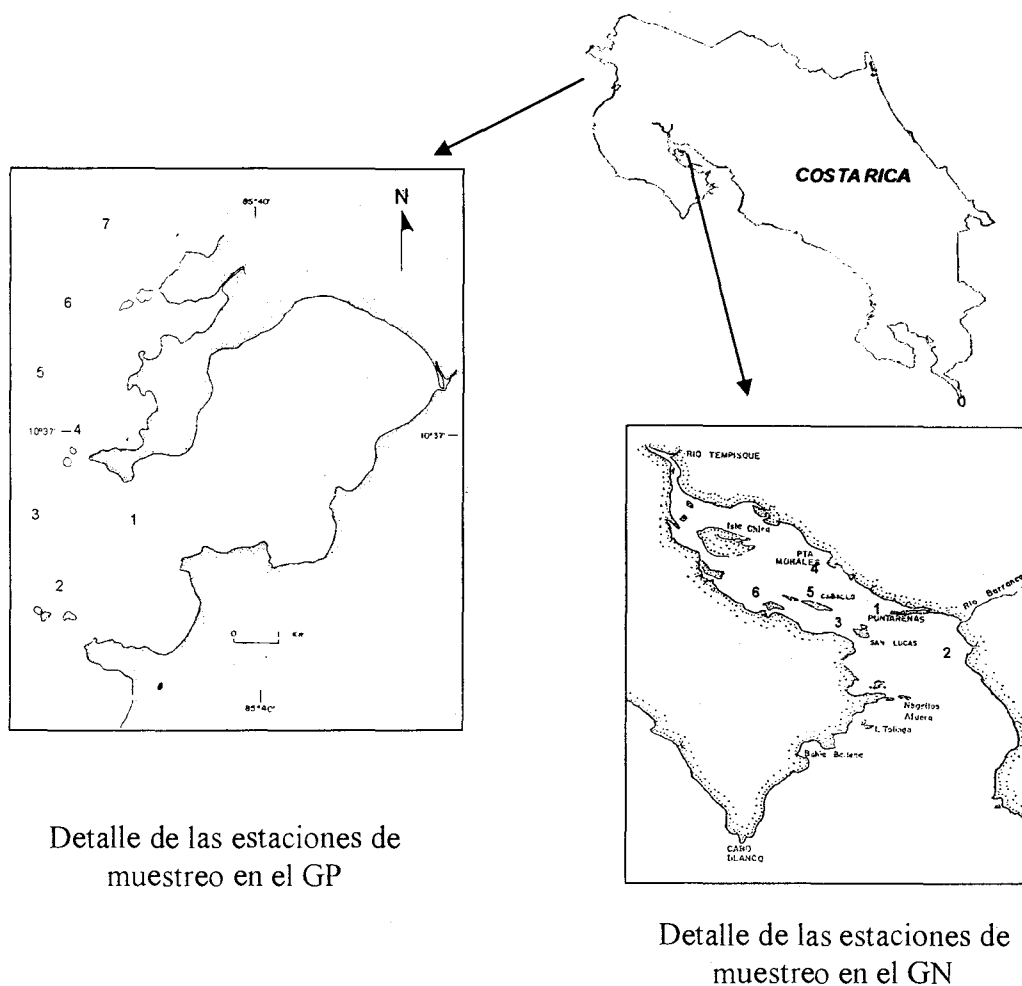 COSTA RICA
85°40'
N
7
6
5
10°37'
4
10°37'
3
1
2
0 1 Km
85°40'
Detalle de las estaciones de
muestreo en el GP
RIO TEMPISQUE
Isla Chira
PTA
MORALES
4
6
5
CABALLO
1
PUNTARENAS
Rio Barranca
3
SAN LUCAS
2
Negritos
Afuera
I. Tolinga
CABO
BLANCO
Detalle de las estaciones de
muestreo en el GN